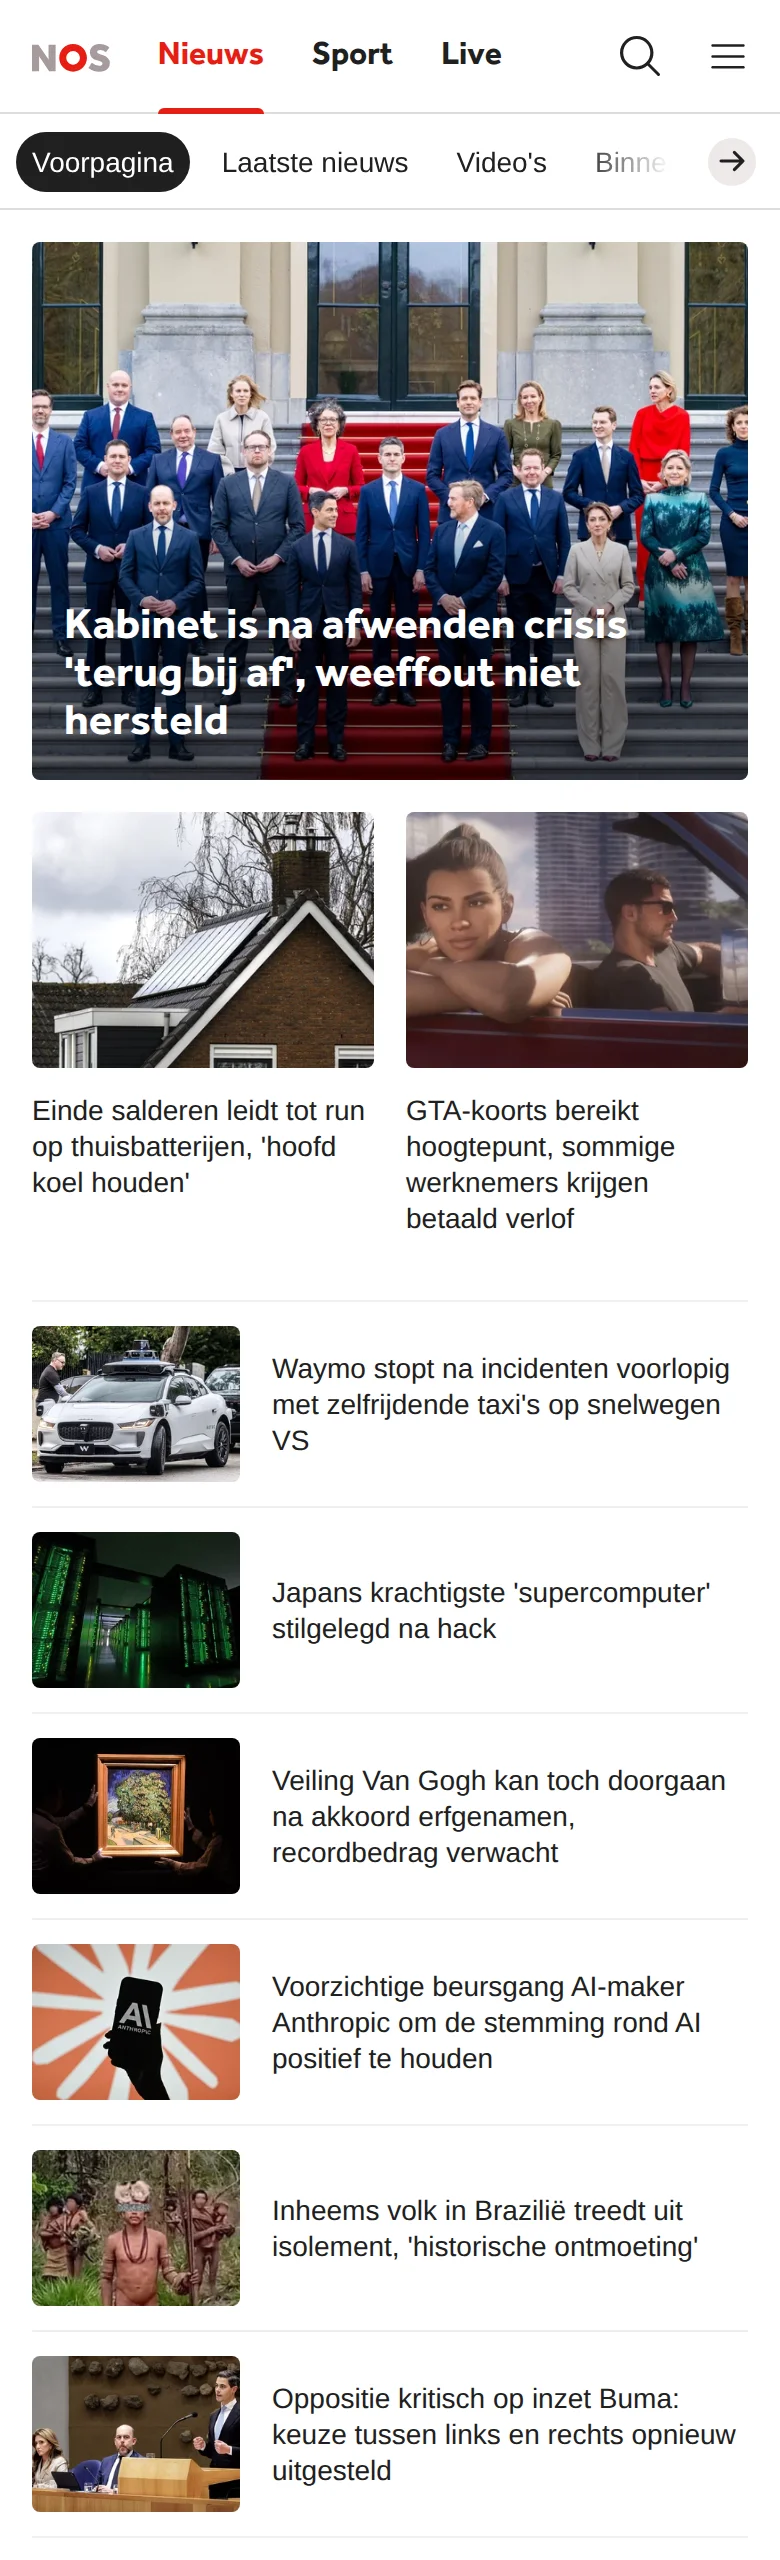 NOS Nieuws Sport Live
Voorpagina Laatste nieuws Video's Binne
Kabinet is na afwenden crisis
'terug bij af', weeffout niet
hersteld
Einde salderen leidt tot run
op thuisbatterijen, 'hoofd
koel houden'
GTA-koorts bereikt
hoogtepunt, sommige
werknemers krijgen
betaald verlof
Waymo stopt na incidenten voorlopig
met zelfrijdende taxi's op snelwegen
VS
Japans krachtigste 'supercomputer'
stilgelegd na hack
Veiling Van Gogh kan toch doorgaan
na akkoord erfgenamen,
recordbedrag verwacht
AI
ANTHROPIC
Voorzichtige beursgang AI-maker
Anthropic om de stemming rond AI
positief te houden
Inheems volk in Brazilië treedt uit
isolement, 'historische ontmoeting'
Oppositie kritisch op inzet Buma:
keuze tussen links en rechts opnieuw
uitgesteld